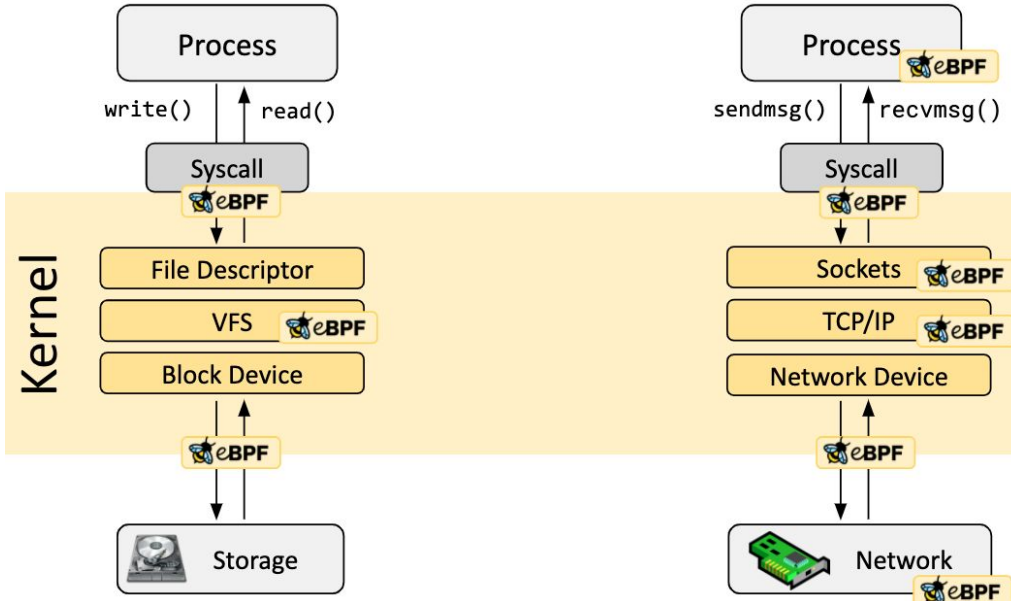 Process
write()
read()
Syscall
eBPF
Kernel
File Descriptor
VFS
eBPF
Block Device
eBPF
Storage
Process
eBPF
sendmsg()
recvmsg()
Syscall
eBPF
Sockets
eBPF
TCP/IP
eBPF
Network Device
eBPF
Network
eBPF